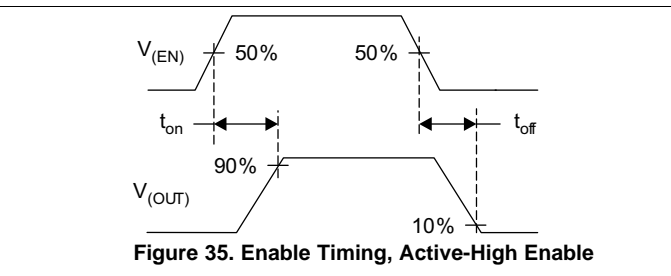 V(EN) 50% 50%
ton toff
90%
V(OUT)
10%
Figure 35. Enable Timing, Active-High Enable